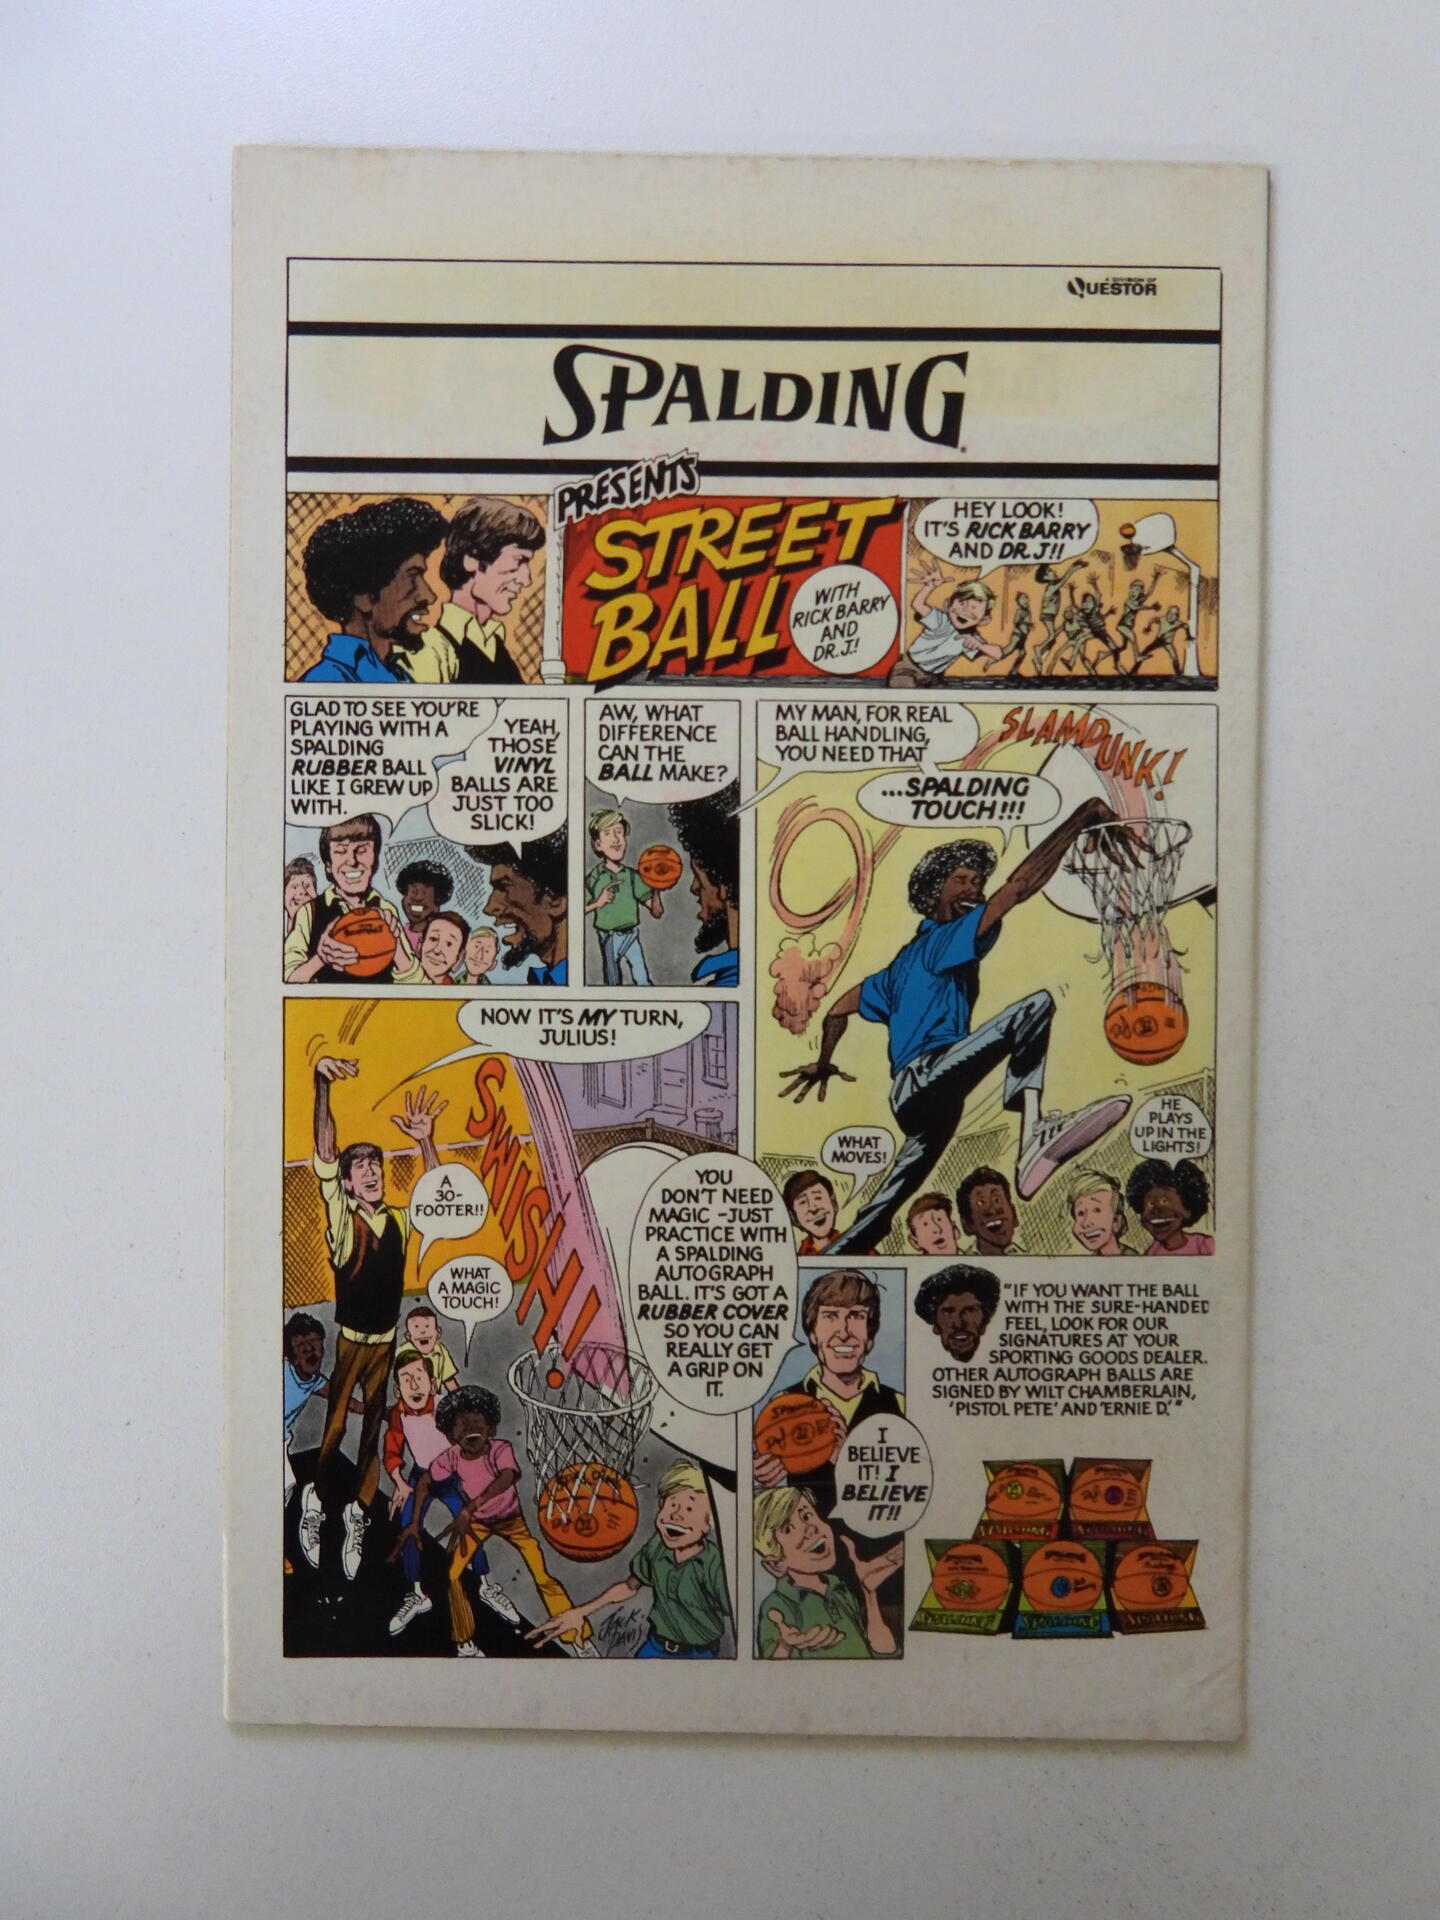 A DIVISION OF
QUESTOR
SPALDING
PRESENTS
STREET
BALL
WITH
RICK BARRY
AND
DR.J.!
HEY LOOK!
IT'S RICK BARRY
AND DR.J!!
GLAD TO SEE YOU'RE
PLAYING WITH A
SPALDING
RUBBER BALL
LIKE I GREW UP
WITH.
YEAH,
THOSE
VINYL
BALLS ARE
JUST TOO
SLICK!
AW, WHAT
DIFFERENCE
CAN THE
BALL MAKE?
MY MAN, FOR REAL
BALL HANDLING,
YOU NEED THAT
...SPALDING
TOUCH!!!
SLAMDUNK!
WHAT
MOVES!
HE
PLAYS
UP IN THE
LIGHTS!
NOW IT'S MY TURN,
JULIUS!
SWISH!
A
30-
FOOTER!!
WHAT
A MAGIC
TOUCH!
SPALDING
JACK
DAVIS
YOU
DON'T NEED
MAGIC -JUST
PRACTICE WITH
A SPALDING
AUTOGRAPH
BALL. IT'S GOT A
RUBBER COVER
SO YOU CAN
REALLY GET
A GRIP ON
IT.
SPALDING
I
BELIEVE
IT! I
BELIEVE
IT!!
"IF YOU WANT THE BALL
WITH THE SURE-HANDED
FEEL, LOOK FOR OUR
SIGNATURES AT YOUR
SPORTING GOODS DEALER.
OTHER AUTOGRAPH BALLS ARE
SIGNED BY WILT CHAMBERLAIN,
'PISTOL PETE' AND 'ERNIE D.'"
SPALDING
SPALDING
SPALDING
SPALDING
SPALDING